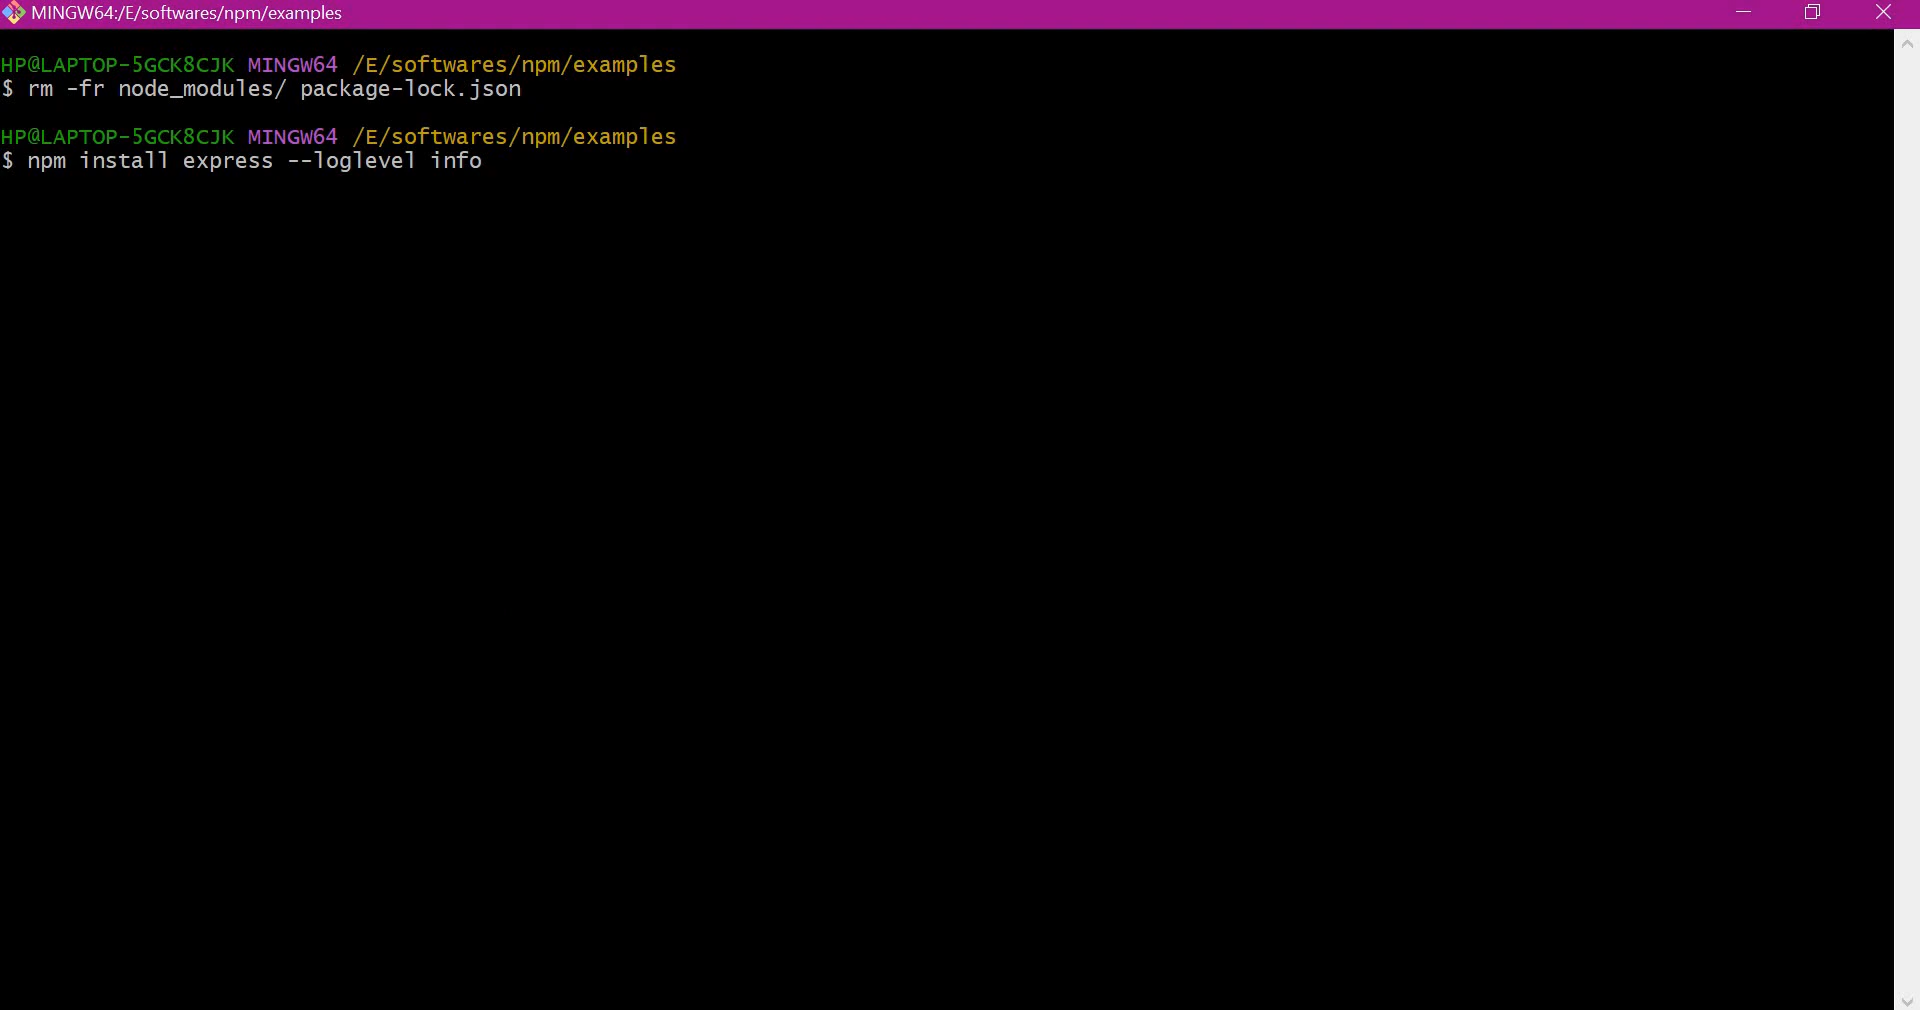 MINGW64:/E/softwares/npm/examples
HP@LAPTOP-5GCK8CJK MINGW64 /E/softwares/npm/examples
$ rm -fr node_modules/ package-lock.json
HP@LAPTOP-5GCK8CJK MINGW64 /E/softwares/npm/examples
$ npm install express --loglevel info